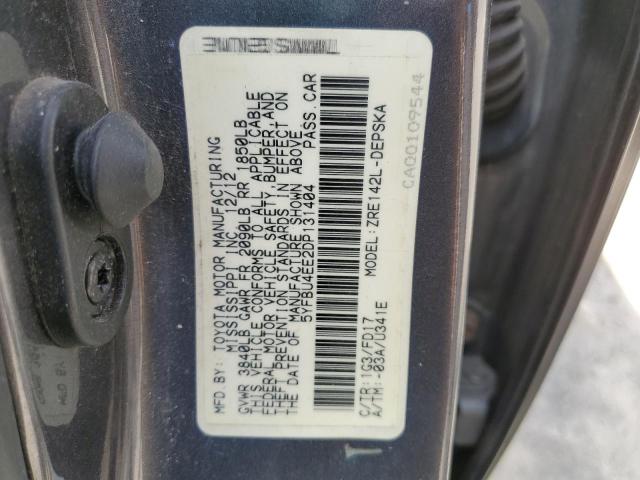 MFD BY: TOYOTA MOTOR MANUFACTURING
MISSISSIPPI INC. 12/12
GVWR 3840LB GAWR FR 2090LB RR 1850LB
THIS VEHICLE CONFORMS TO ALL APPLICABLE
FEDERAL MOTOR VEHICLE SAFETY, BUMPER, AND
THEFT PREVENTION STANDARDS IN EFFECT ON
THE DATE OF MANUFACTURE SHOWN ABOVE.
5YFBU4EE2DP131404 PASS. CAR
C/TR: 1G3/FD17 MODEL: ZRE142L-DEPSKA
A/TM: -03A/U341E
CA00109544